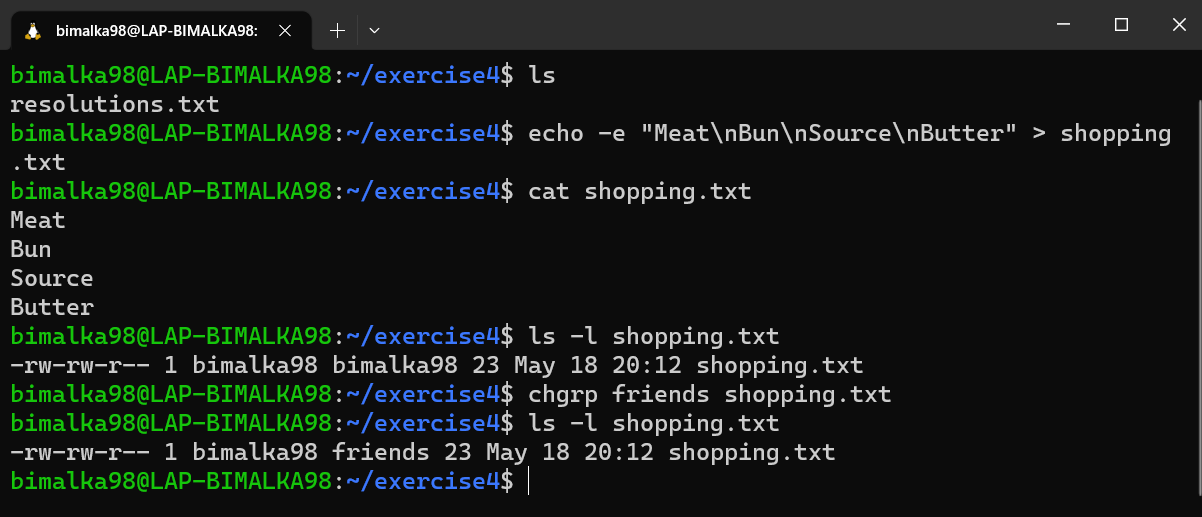 bimalka98@LAP-BIMALKA98:
bimalka98@LAP-BIMALKA98:~/exercise4$ ls
resolutions.txt
bimalka98@LAP-BIMALKA98:~/exercise4$ echo -e "Meat\nBun\nSource\nButter" > shopping
.txt
bimalka98@LAP-BIMALKA98:~/exercise4$ cat shopping.txt
Meat
Bun
Source
Butter
bimalka98@LAP-BIMALKA98:~/exercise4$ ls -l shopping.txt
-rw-rw-r-- 1 bimalka98 bimalka98 23 May 18 20:12 shopping.txt
bimalka98@LAP-BIMALKA98:~/exercise4$ chgrp friends shopping.txt
bimalka98@LAP-BIMALKA98:~/exercise4$ ls -l shopping.txt
-rw-rw-r-- 1 bimalka98 friends 23 May 18 20:12 shopping.txt
bimalka98@LAP-BIMALKA98:~/exercise4$